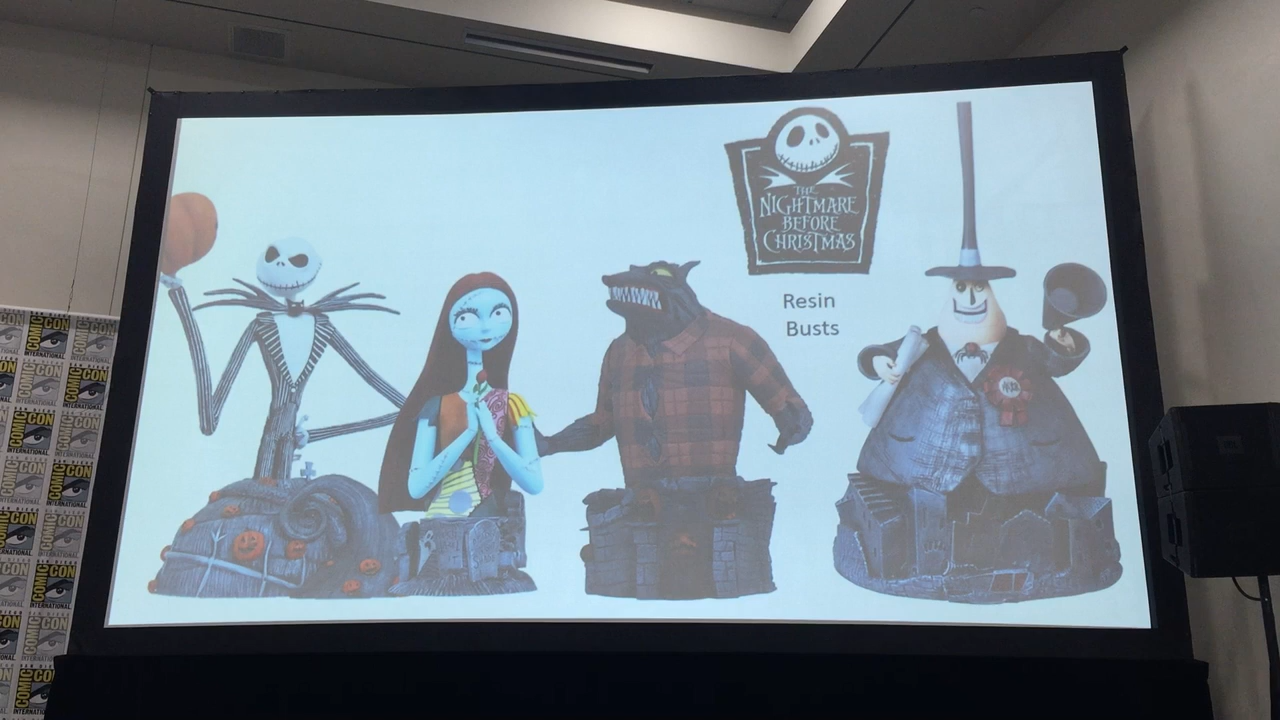 THE
NIGHTMARE
BEFORE
CHRISTMAS
Resin
Busts
COMIC CON
INTERNATIONAL